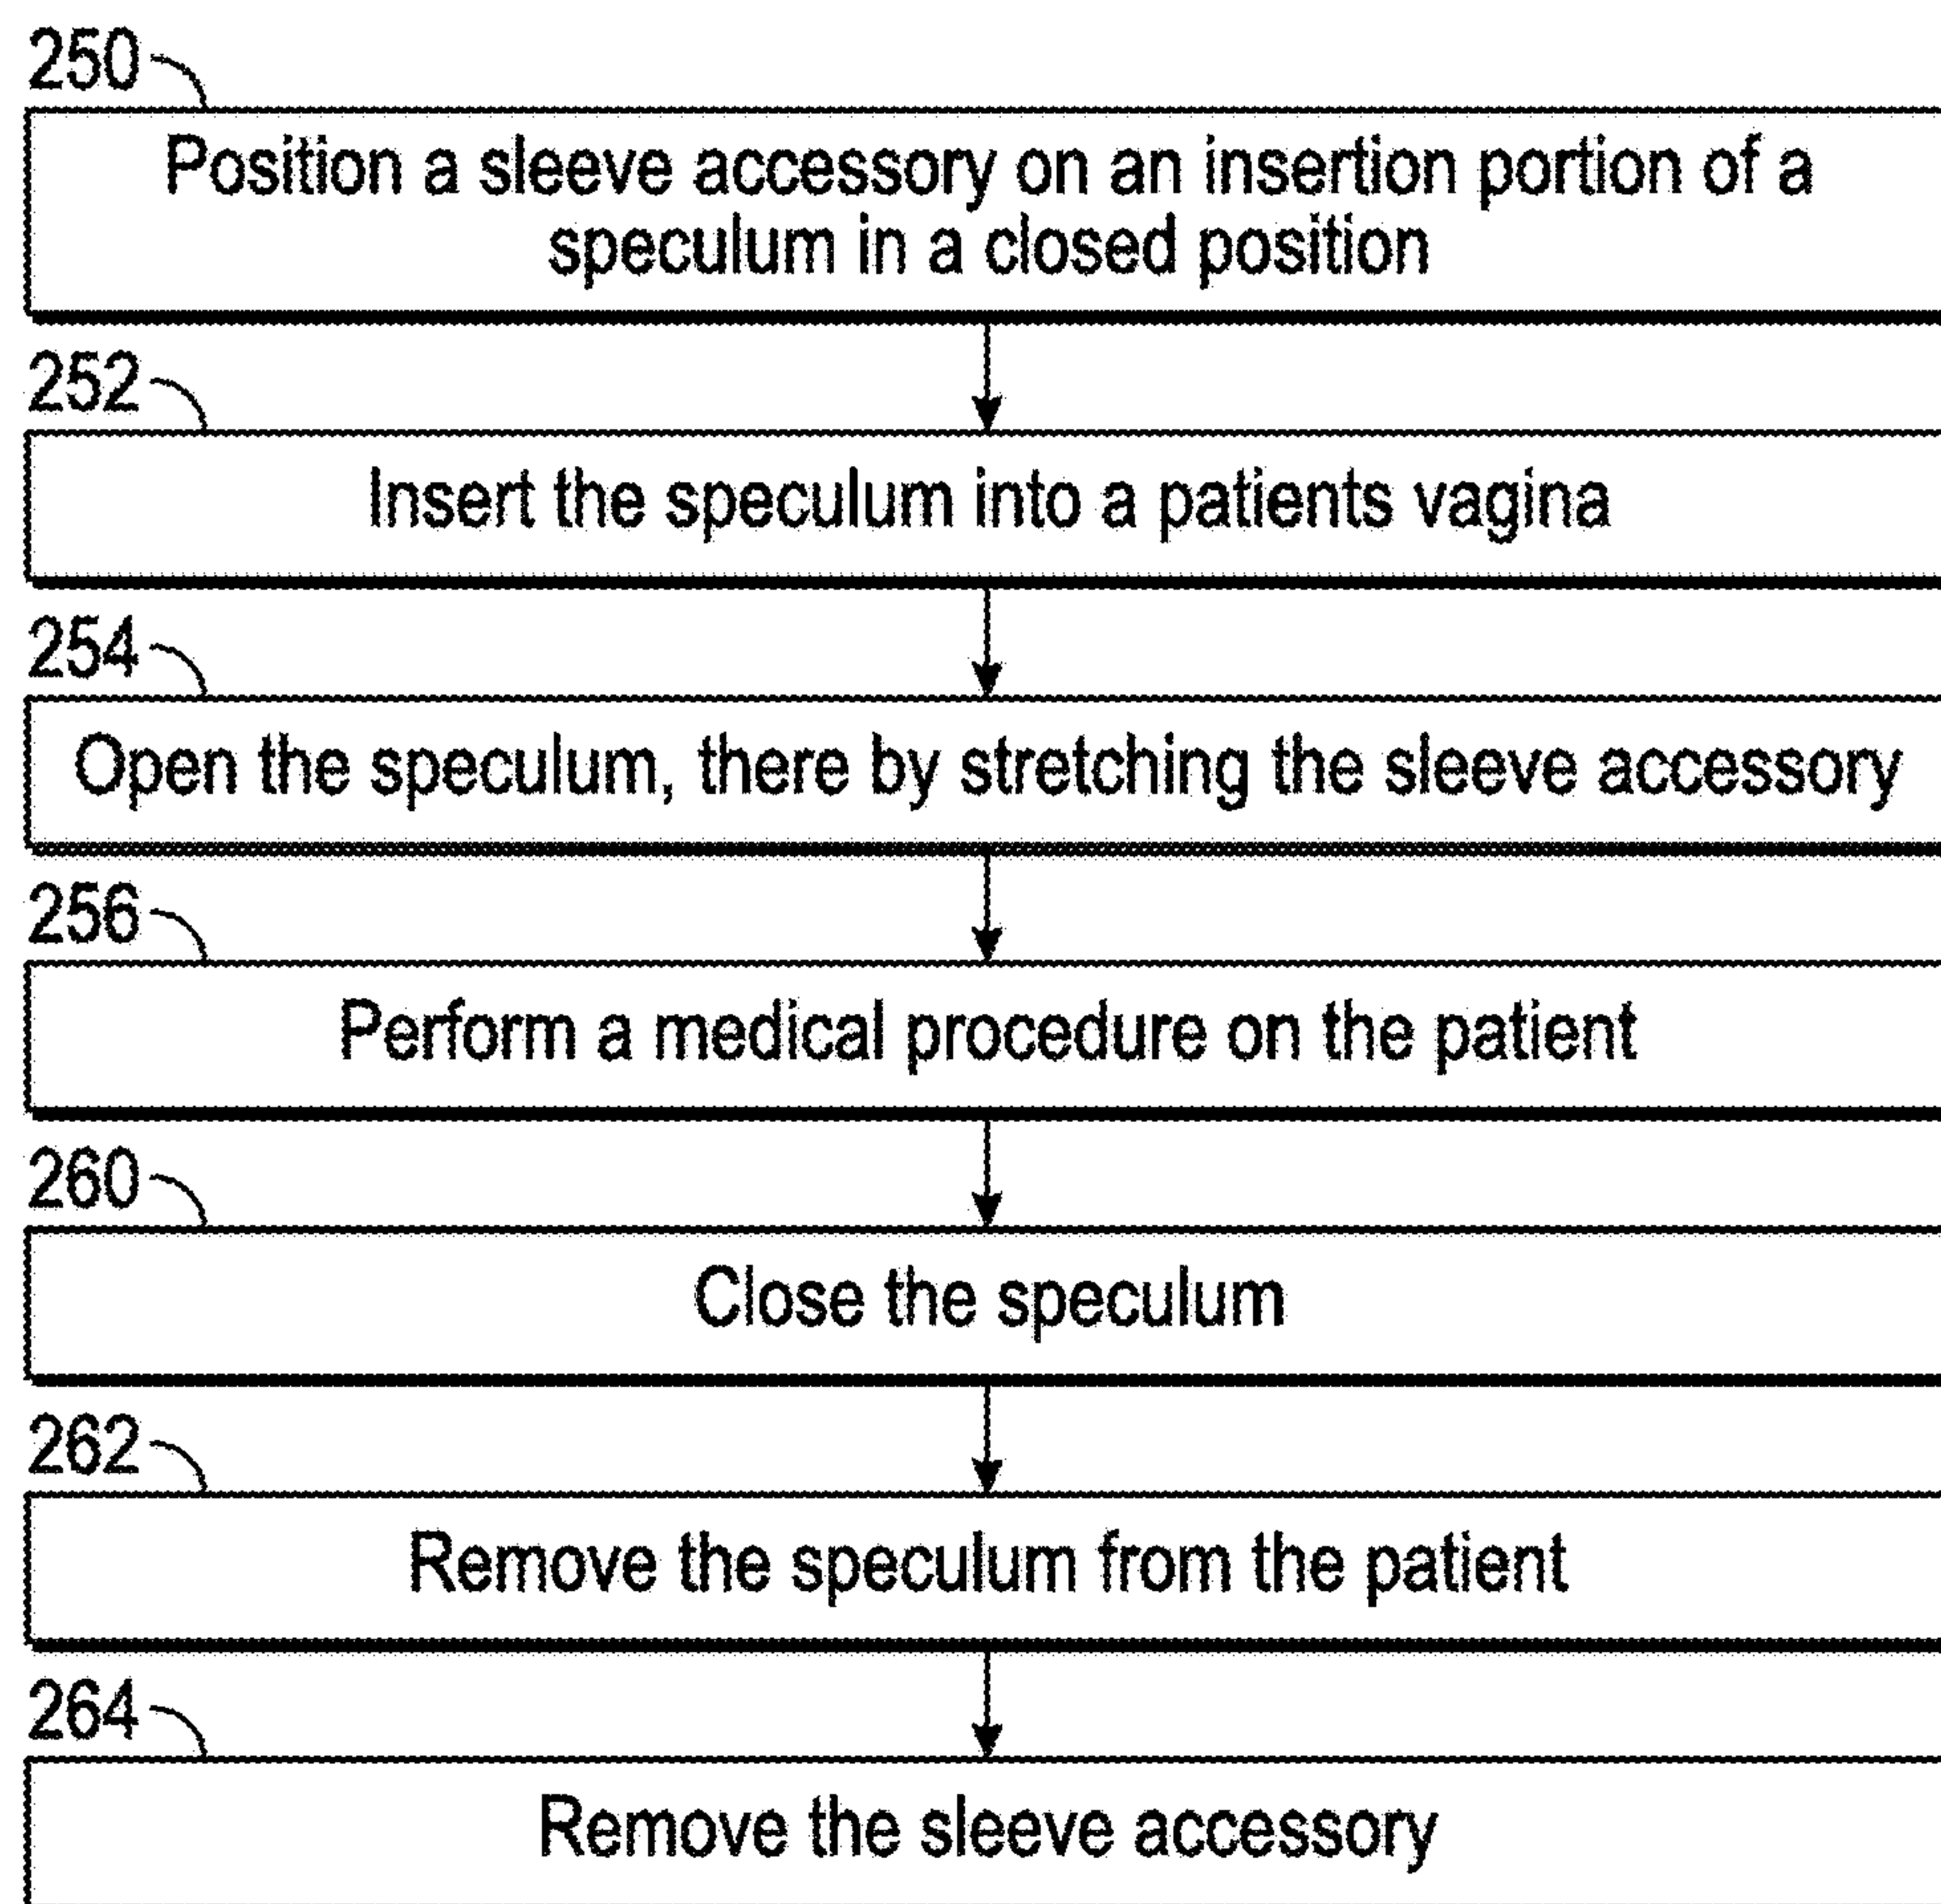 250
Position a sleeve accessory on an insertion portion of a
speculum in a closed position
252
Insert the speculum into a patients vagina
254
Open the speculum, there by stretching the sleeve accessory
256
Perform a medical procedure on the patient
260
Close the speculum
262
Remove the speculum from the patient
264
Remove the sleeve accessory